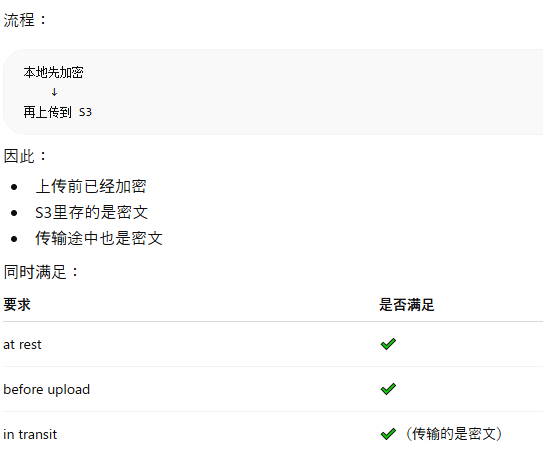 流程：
本地先加密
↓
再上传到 S3
因此：
• 上传前已经加密
• S3里存的是密文
• 传输途中也是密文
同时满足：
要求 是否满足
at rest ✔
before upload ✔
in transit ✔（传输的是密文）